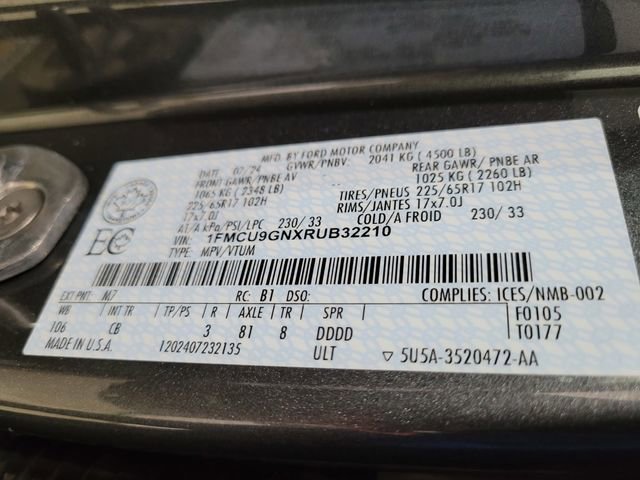 MFD. BY FORD MOTOR COMPANY
DATE: 07/24 GVWR/PNBV: 2041 KG ( 4500 LB )
FRONT GAWR/ PNBE AV REAR GAWR/ PNBE AR
1065 KG ( 2348 LB) 1025 KG ( 2260 LB)
225/65R17 102H TIRES/PNEUS 225/65R17 102H
17x7.0J RIMS/JANTES 17x7.0J
AT/A kPa/PSI/LPC 230/ 33 COLD/A FROID 230/ 33
VIN: 1FMCU9GNXRUB32210
TYPE: MPV/VTUM
EC
EXT PNT: M7 RC: B1 DSO: COMPLIES: ICES/NMB-002
WB INT TR TP/PS R AXLE TR SPR F0105
106 CB 3 81 8 DDDD T0177
MADE IN U.S.A. 1202407232135 ULT ▽ 5U5A-3520472-AA